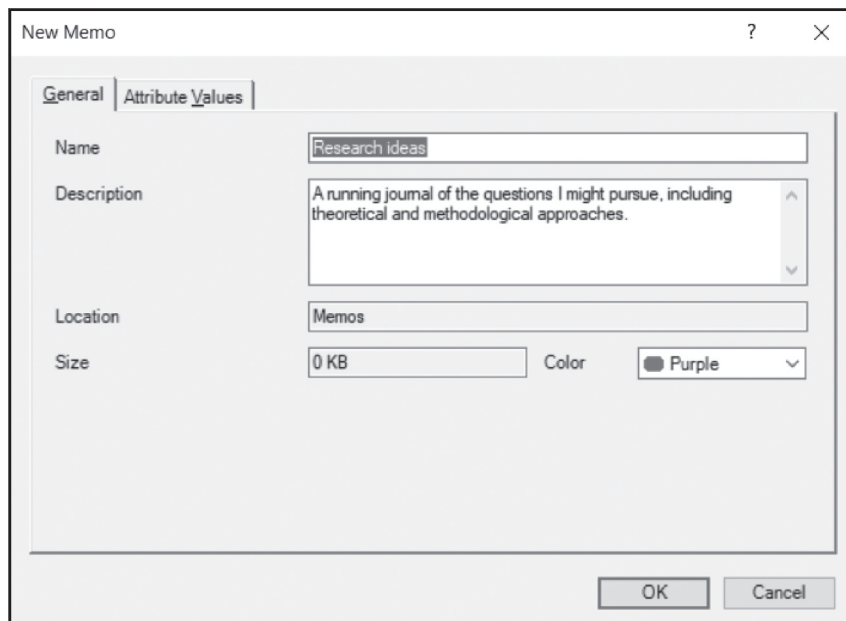 New Memo ?
General Attribute Values
Name Research ideas
Description A running journal of the questions I might pursue, including
theoretical and methodological approaches.
Location Memos
Size 0 KB Color Purple
OK Cancel